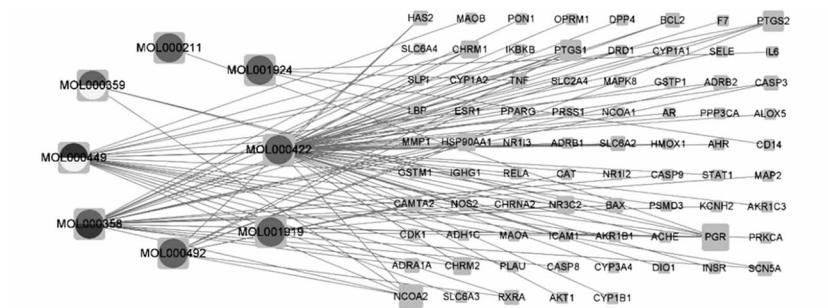 HAS2 MAOB PON1 OPRM1 DPP4 BCL2 F7 PTGS2
MOL000211
SLC6A4 CHRM1 IKBKB PTGS1 DRD1 CYP1A1 SELE IL6
MOL001924
MOL000359
SLPI CYP1A2 TNF SLC2A4 MAPK8 GSTP1 ADRB2 CASP3
LBP ESR1 PPARG PRSS1 NCOA1 AR PPP3CA ALOX5
MOL000449
MOL000422
MMP1 HSP90AA1 NR1I3 ADRB1 SLC6A2 HMOX1 AHR CD14
GSTM1 IGHG1 RELA CAT NR1I2 CASP9 STAT1 MAP2
CAMTA2 NOS2 CHRNA2 NR3C2 BAX PSMD3 KCNH2 AKR1C3
MOL000358
MOL001919
CDK1 ADH1C MAOA ICAM1 AKR1B1 ACHE PGR PRKCA
MOL000492
ADRA1A CHRM2 PLAU CASP8 CYP3A4 DIO1 INSR SCN5A
NCOA2 SLC6A3 RXRA AKT1 CYP1B1